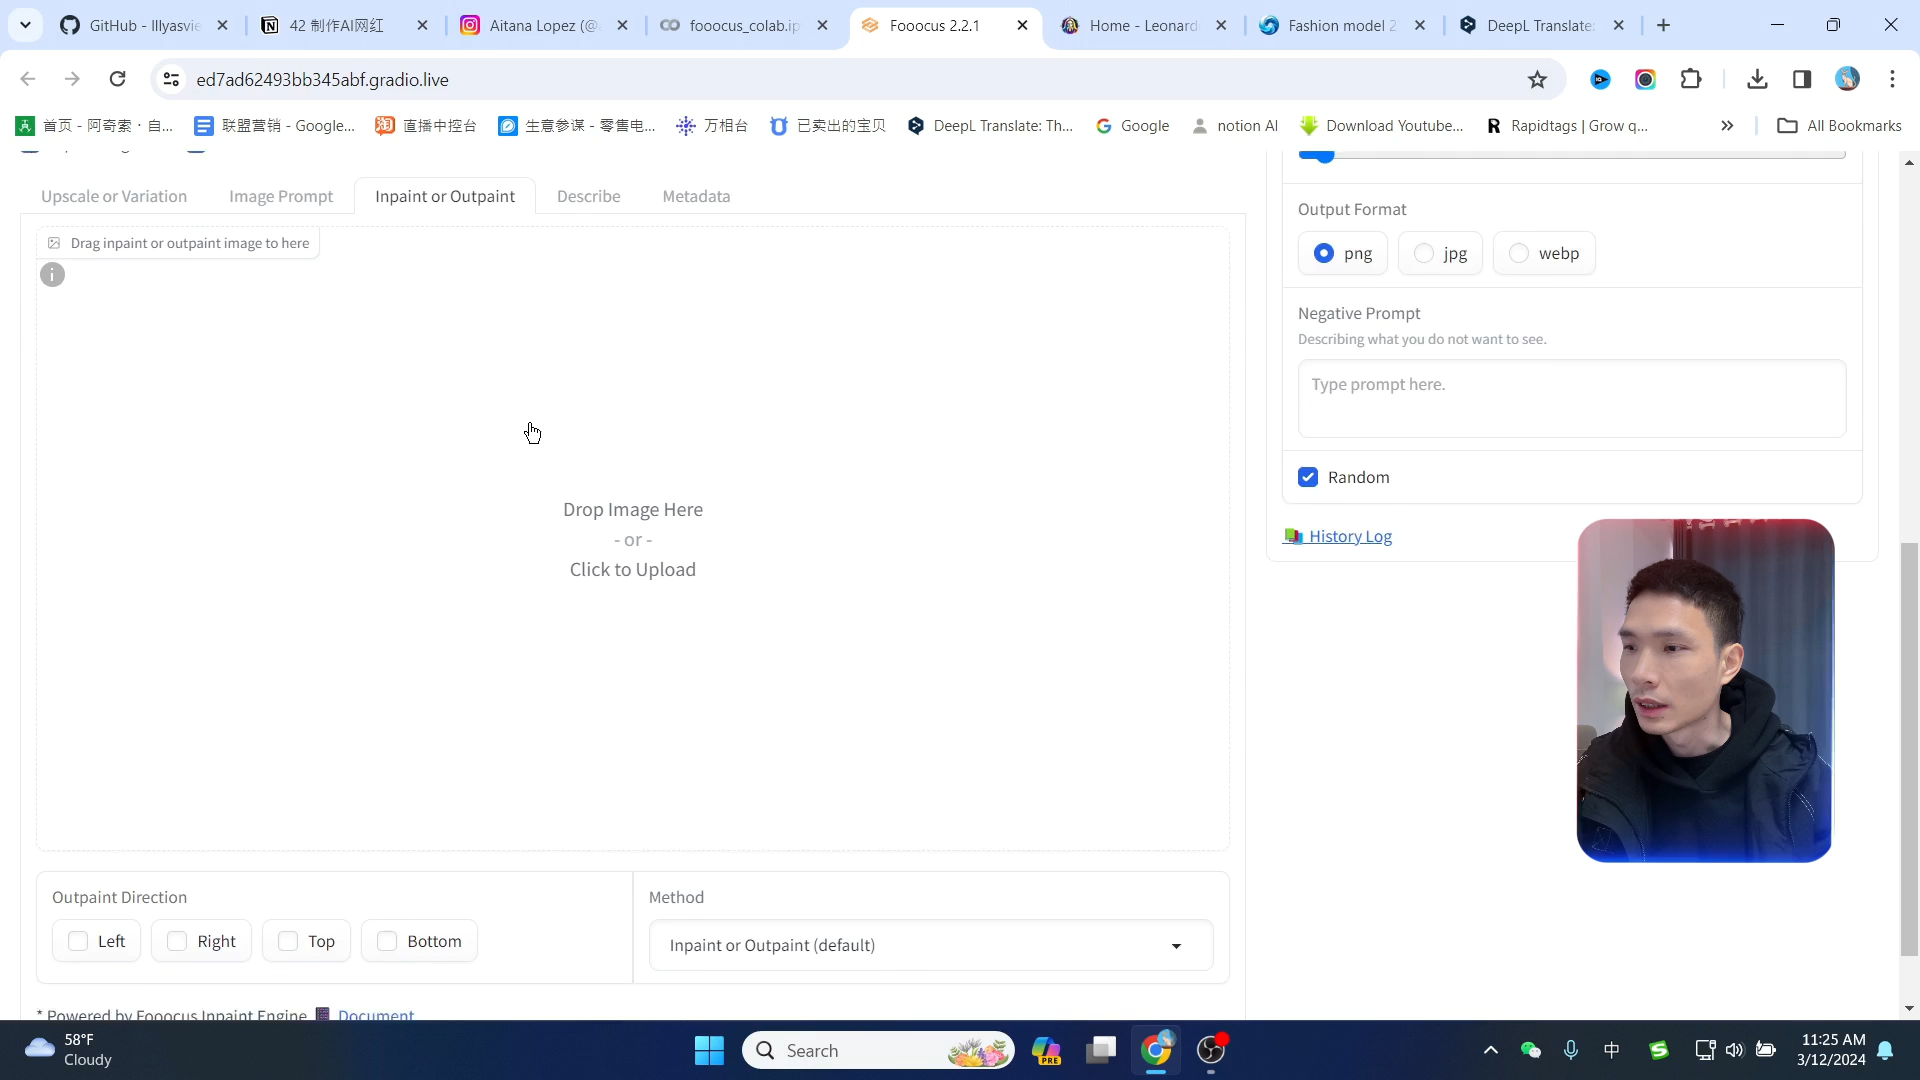 GitHub - lllyasvie
42 制作AI网红
Aitana Lopez (@
fooocus_colab.ip
Fooocus 2.2.1
Home - Leonard
Fashion model 2
DeepL Translate:
ed7ad62493bb345abf.gradio.live
首页 - 阿奇索 · 自...
联盟营销 - Google...
直播中控台
生意参谋 - 零售电...
万相台
已卖出的宝贝
DeepL Translate: Th...
Google
notion AI
Download Youtube...
Rapidtags | Grow q...
All Bookmarks
Upscale or Variation
Image Prompt
Inpaint or Outpaint
Describe
Metadata
Drag inpaint or outpaint image to here
Drop Image Here
- or -
Click to Upload
Outpaint Direction
Left
Right
Top
Bottom
Method
Inpaint or Outpaint (default)
* Powered by Fooocus Inpaint Engine Document
Output Format
png
jpg
webp
Negative Prompt
Describing what you do not want to see.
Type prompt here.
Random
History Log
58°F
Cloudy
Search
PRE
中
11:25 AM
3/12/2024